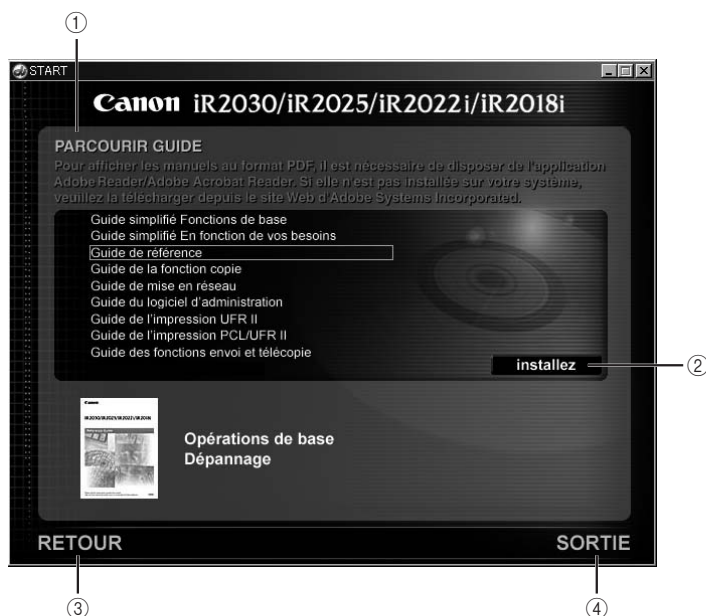 ①
START
Canon iR2030/iR2025/iR2022i/iR2018i
PARCOURIR GUIDE
Pour afficher les manuels au format PDF, il est nécessaire de disposer de l'application
Adobe Reader/Adobe Acrobat Reader. Si elle n'est pas installée sur votre système,
veuillez la télécharger depuis le site Web d'Adobe Systems Incorporated.
Guide simplifié Fonctions de base
Guide simplifié En fonction de vos besoins
Guide de référence
Guide de la fonction copie
Guide de mise en réseau
Guide du logiciel d'administration
Guide de l'impression UFR II
Guide de l'impression PCL/UFR II
Guide des fonctions envoi et télécopie
installez
②
Canon
iR2030/iR2025/iR2022i/iR2018i
Opérations de base
Dépannage
RETOUR
SORTIE
③
④